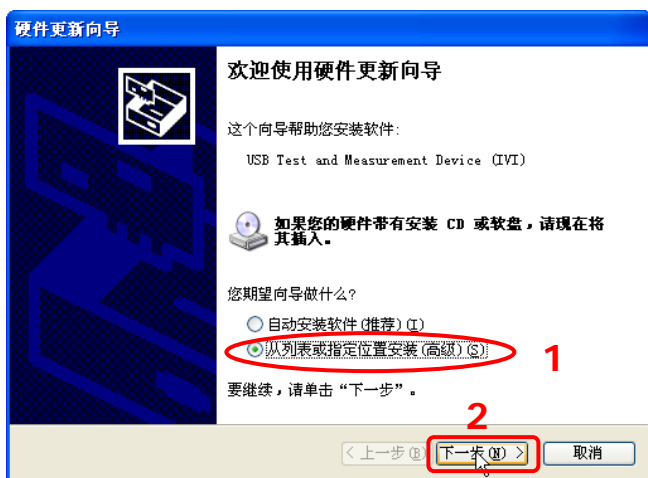 硬件更新向导
欢迎使用硬件更新向导
这个向导帮助您安装软件:
USB Test and Measurement Device (IVI)
如果您的硬件带有安装 CD 或软盘，请现在将
其插入。
您期望向导做什么?
自动安装软件(推荐)(I)
从列表或指定位置安装(高级)(S)
1
要继续，请单击“下一步”。
2
< 上一步(B) 下一步(N) > 取消